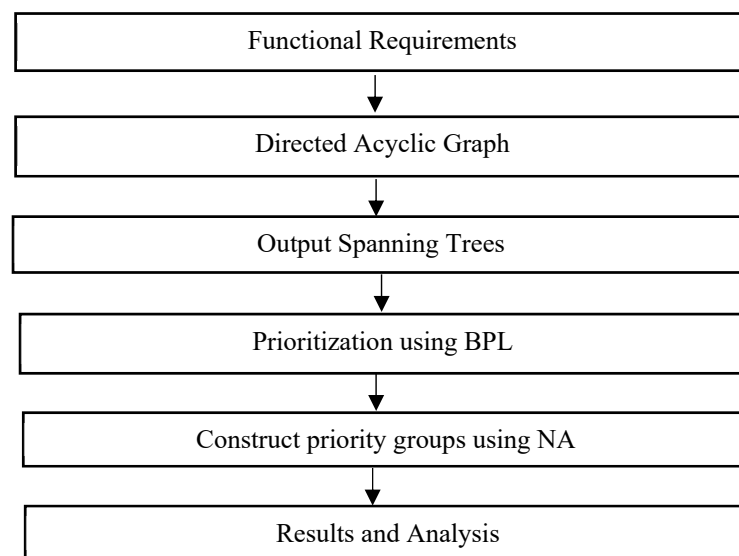 Functional Requirements
Directed Acyclic Graph
Output Spanning Trees
Prioritization using BPL
Construct priority groups using NA
Results and Analysis